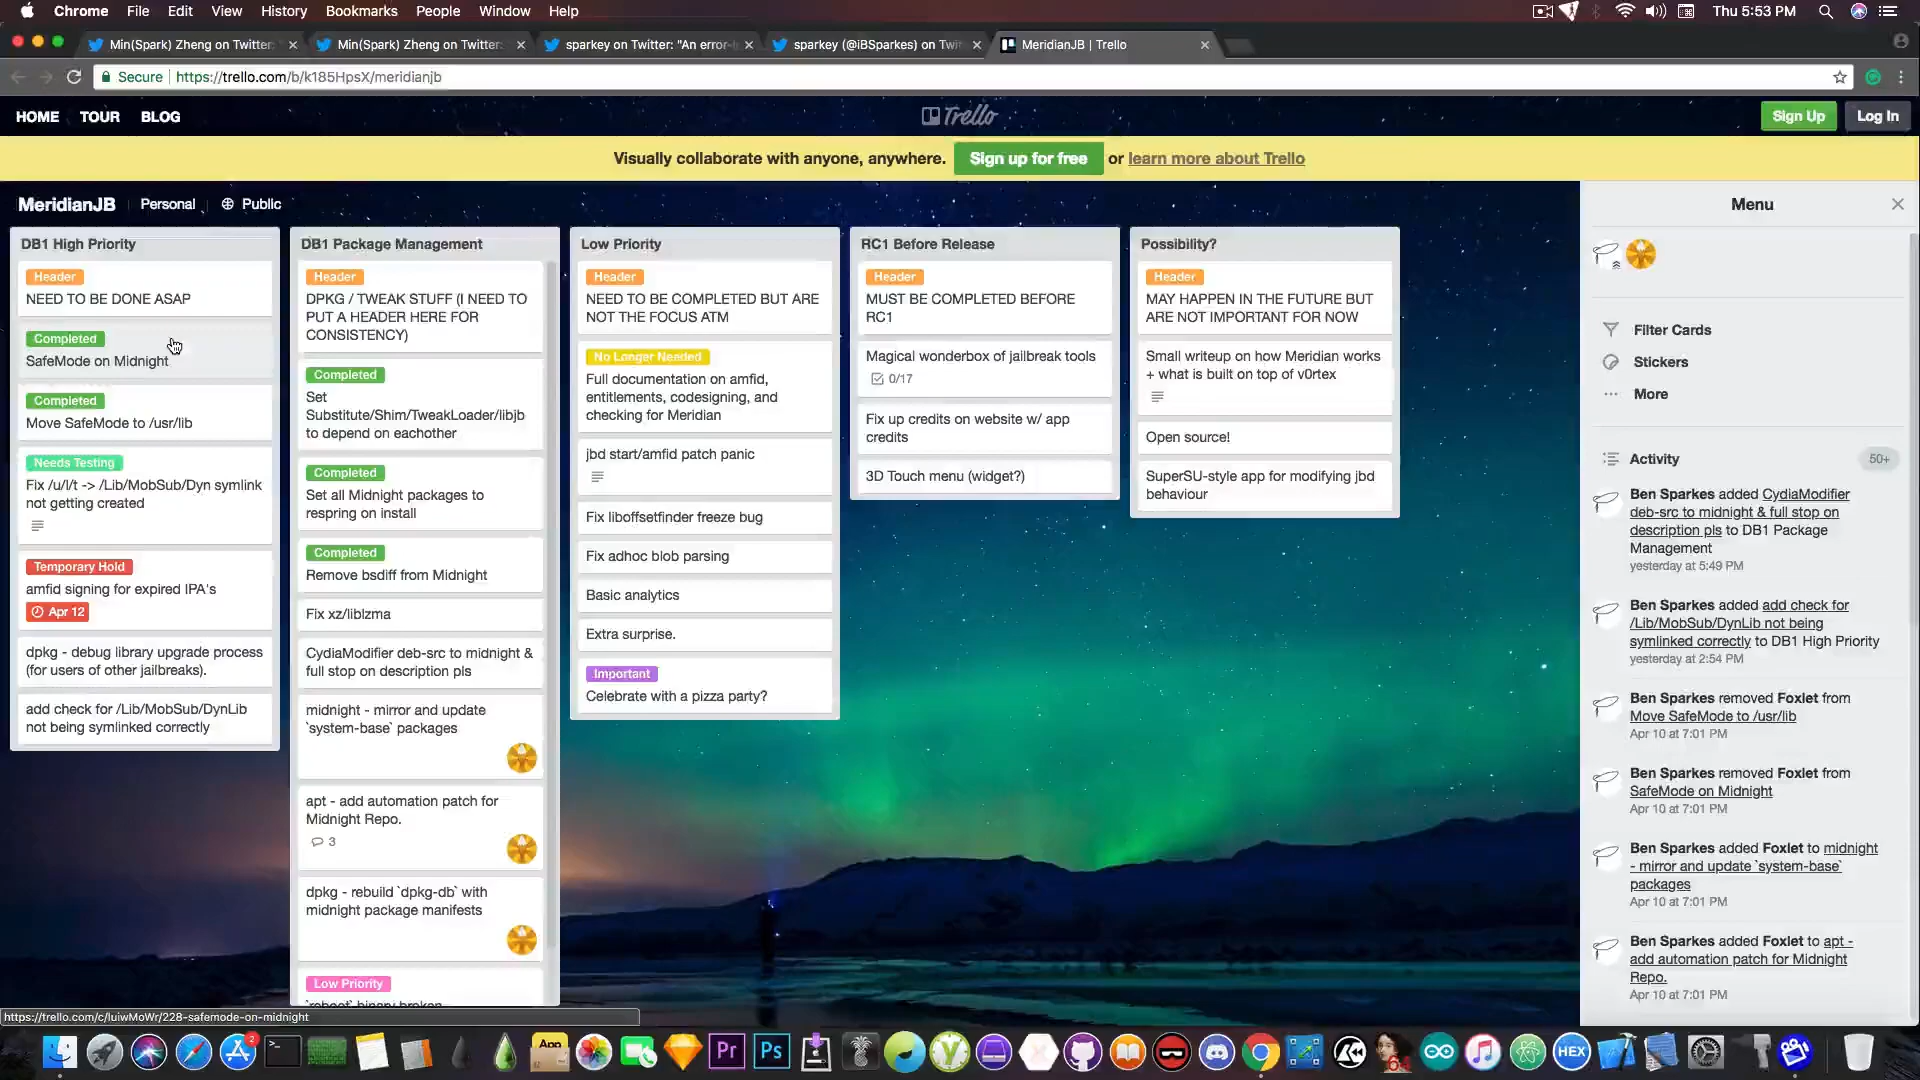 Chrome File Edit View History Bookmarks People Window Help Thu 5:53 PM
Min(Spark) Zheng on Twitter: Min(Spark) Zheng on Twitter: sparkey on Twitter: "An error- sparkey (@iBSparkes) on Twi MeridianJB | Trello
Secure https://trello.com/b/k185HpsX/meridianjb
HOME TOUR BLOG Trello Sign Up Log In
Visually collaborate with anyone, anywhere. Sign up for free or learn more about Trello
MeridianJB Personal Public
DB1 High Priority
Header
NEED TO BE DONE ASAP
Completed
SafeMode on Midnight
Completed
Move SafeMode to /usr/lib
Needs Testing
Fix /u/l/t -> /Lib/MobSub/Dyn symlink
not getting created
Temporary Hold
amfid signing for expired IPA's
Apr 12
dpkg - debug library upgrade process
(for users of other jailbreaks).
add check for /Lib/MobSub/DynLib
not being symlinked correctly
DB1 Package Management
Header
DPKG / TWEAK STUFF (I NEED TO
PUT A HEADER HERE FOR
CONSISTENCY)
Completed
Set
Substitute/Shim/TweakLoader/libjb
to depend on eachother
Completed
Set all Midnight packages to
respring on install
Completed
Remove bsdiff from Midnight
Fix xz/liblzma
CydiaModifier deb-src to midnight &
full stop on description pls
midnight - mirror and update
`system-base` packages
apt - add automation patch for
Midnight Repo.
3
dpkg - rebuild `dpkg-db` with
midnight package manifests
Low Priority
`reboot` binary broken
Low Priority
Header
NEED TO BE COMPLETED BUT ARE
NOT THE FOCUS ATM
No Longer Needed
Full documentation on amfid,
entitlements, codesigning, and
checking for Meridian
jbd start/amfid patch panic
Fix liboffsetfinder freeze bug
Fix adhoc blob parsing
Basic analytics
Extra surprise.
Important
Celebrate with a pizza party?
RC1 Before Release
Header
MUST BE COMPLETED BEFORE
RC1
Magical wonderbox of jailbreak tools
0/17
Fix up credits on website w/ app
credits
3D Touch menu (widget?)
Possibility?
Header
MAY HAPPEN IN THE FUTURE BUT
ARE NOT IMPORTANT FOR NOW
Small writeup on how Meridian works
+ what is built on top of v0rtex
Open source!
SuperSU-style app for modifying jbd
behaviour
Menu
Filter Cards
Stickers
More
Activity 50+
Ben Sparkes added CydiaModifier
deb-src to midnight & full stop on
description pls to DB1 Package
Management
yesterday at 5:49 PM
Ben Sparkes added add check for
/Lib/MobSub/DynLib not being
symlinked correctly to DB1 High Priority
yesterday at 2:54 PM
Ben Sparkes removed Foxlet from
Move SafeMode to /usr/lib
Apr 10 at 7:01 PM
Ben Sparkes removed Foxlet from
SafeMode on Midnight
Apr 10 at 7:01 PM
Ben Sparkes added Foxlet to midnight
- mirror and update `system-base`
packages
Apr 10 at 7:01 PM
Ben Sparkes added Foxlet to apt -
add automation patch for Midnight
Repo.
Apr 10 at 7:01 PM
https://trello.com/c/luiwMoWr/228-safemode-on-midnight
2 App Pr Ps HEX